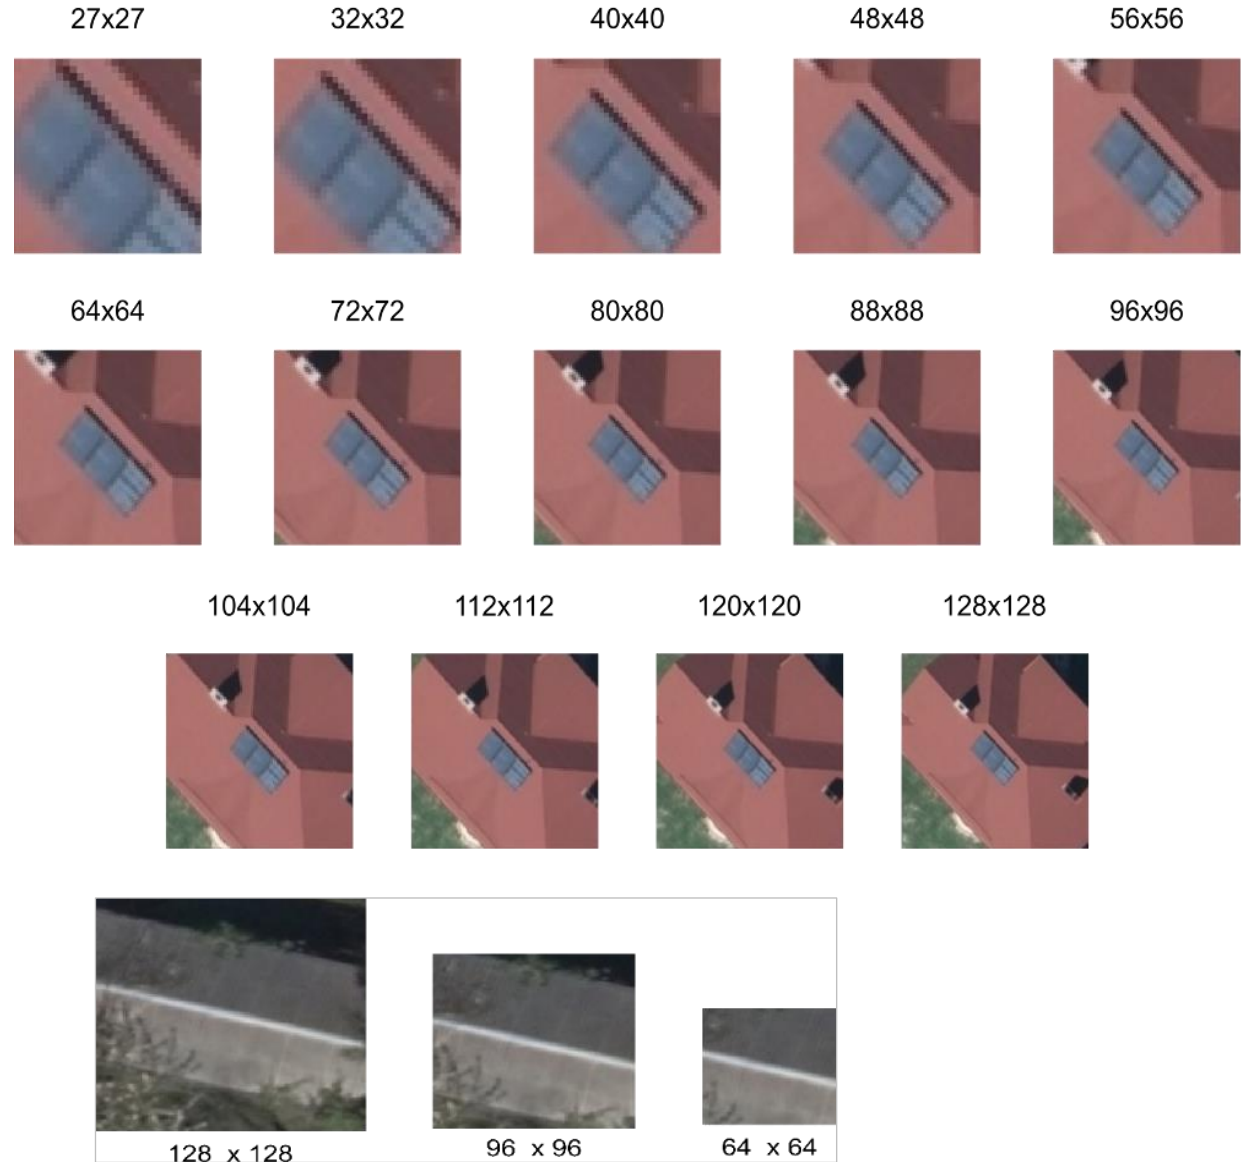 27x27 32x32 40x40 48x48 56x56
64x64 72x72 80x80 88x88 96x96
104x104 112x112 120x120 128x128
128 x 128 96 x 96 64 x 64